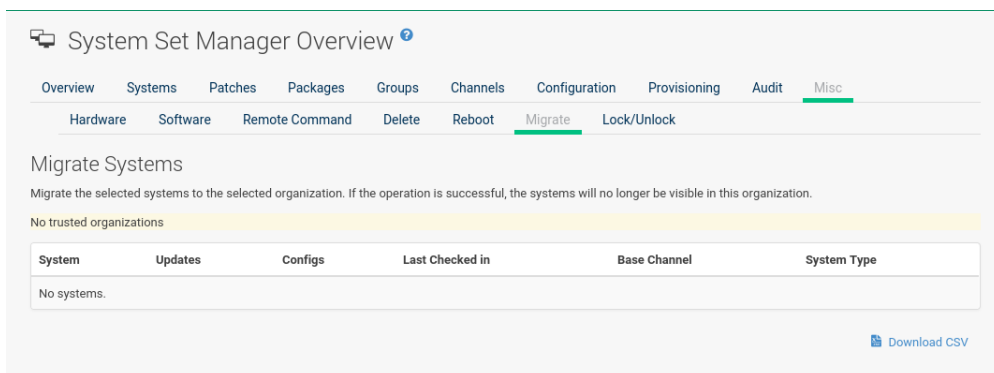 System Set Manager Overview ?
Overview Systems Patches Packages Groups Channels Configuration Provisioning Audit Misc
Hardware Software Remote Command Delete Reboot Migrate Lock/Unlock
Migrate Systems
Migrate the selected systems to the selected organization. If the operation is successful, the systems will no longer be visible in this organization.
No trusted organizations
System Updates Configs Last Checked in Base Channel System Type
No systems.
Download CSV